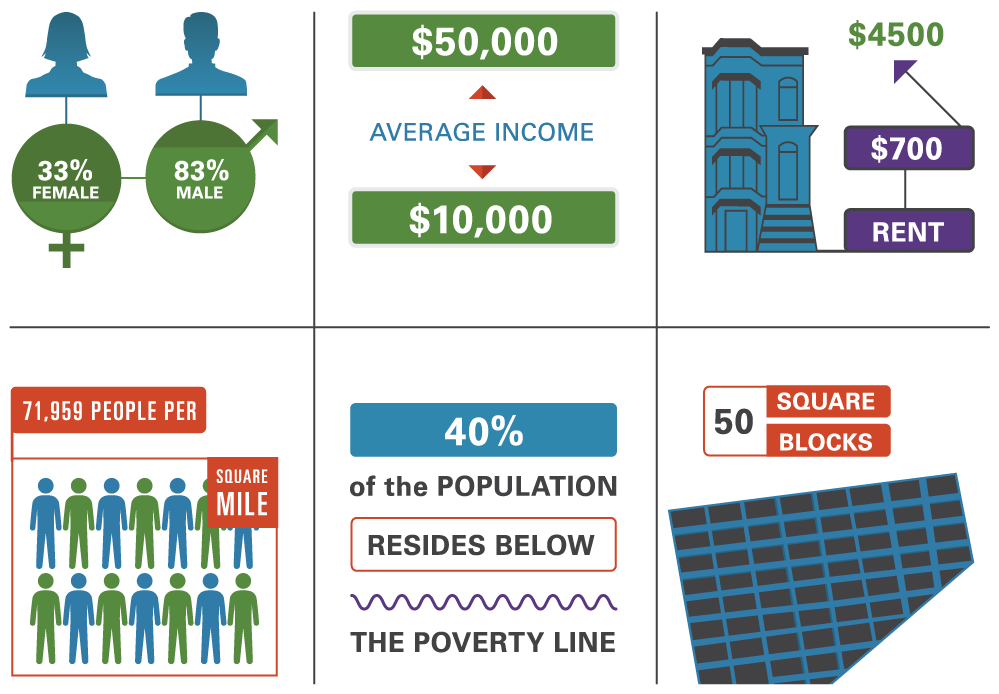 33%
FEMALE
83%
MALE
$50,000
AVERAGE INCOME
$10,000
$4500
$700
RENT
71,959 PEOPLE PER
SQUARE
MILE
40%
of the POPULATION
RESIDES BELOW
THE POVERTY LINE
50
SQUARE
BLOCKS